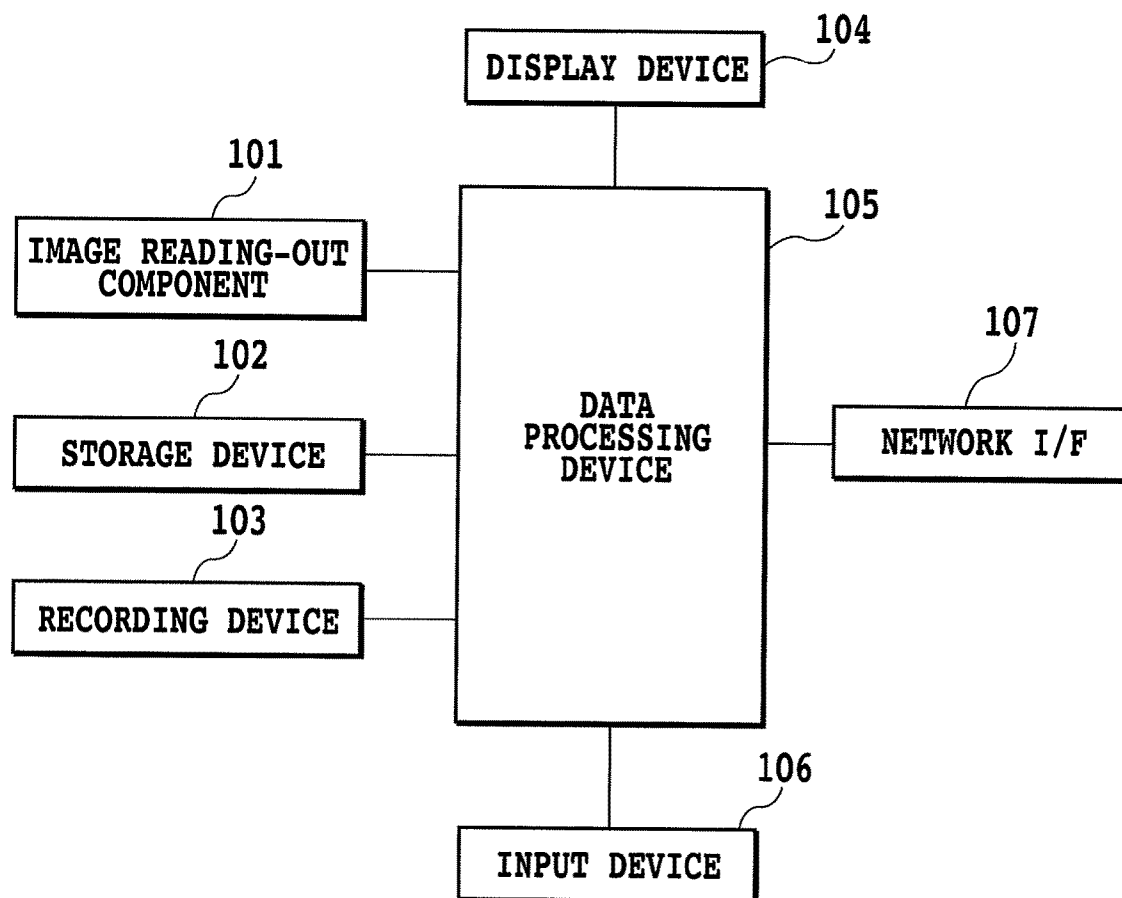 104
DISPLAY DEVICE
101
IMAGE READING-OUT
COMPONENT
105
102
STORAGE DEVICE
DATA
PROCESSING
DEVICE
107
NETWORK I/F
103
RECORDING DEVICE
106
INPUT DEVICE